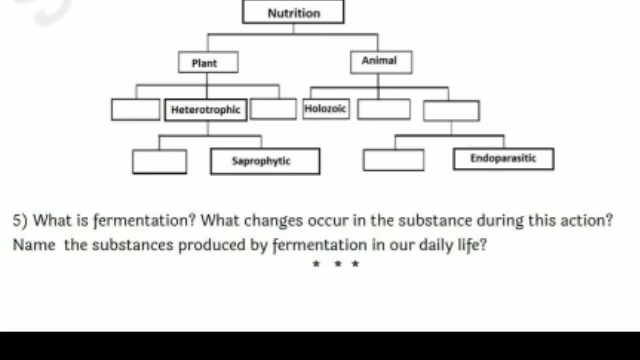 Nutrition
Plant Animal
Heterotrophic Holozoic
Saprophytic Endoparasitic
5) What is fermentation? What changes occur in the substance during this action?
Name the substances produced by fermentation in our daily life?
* * *